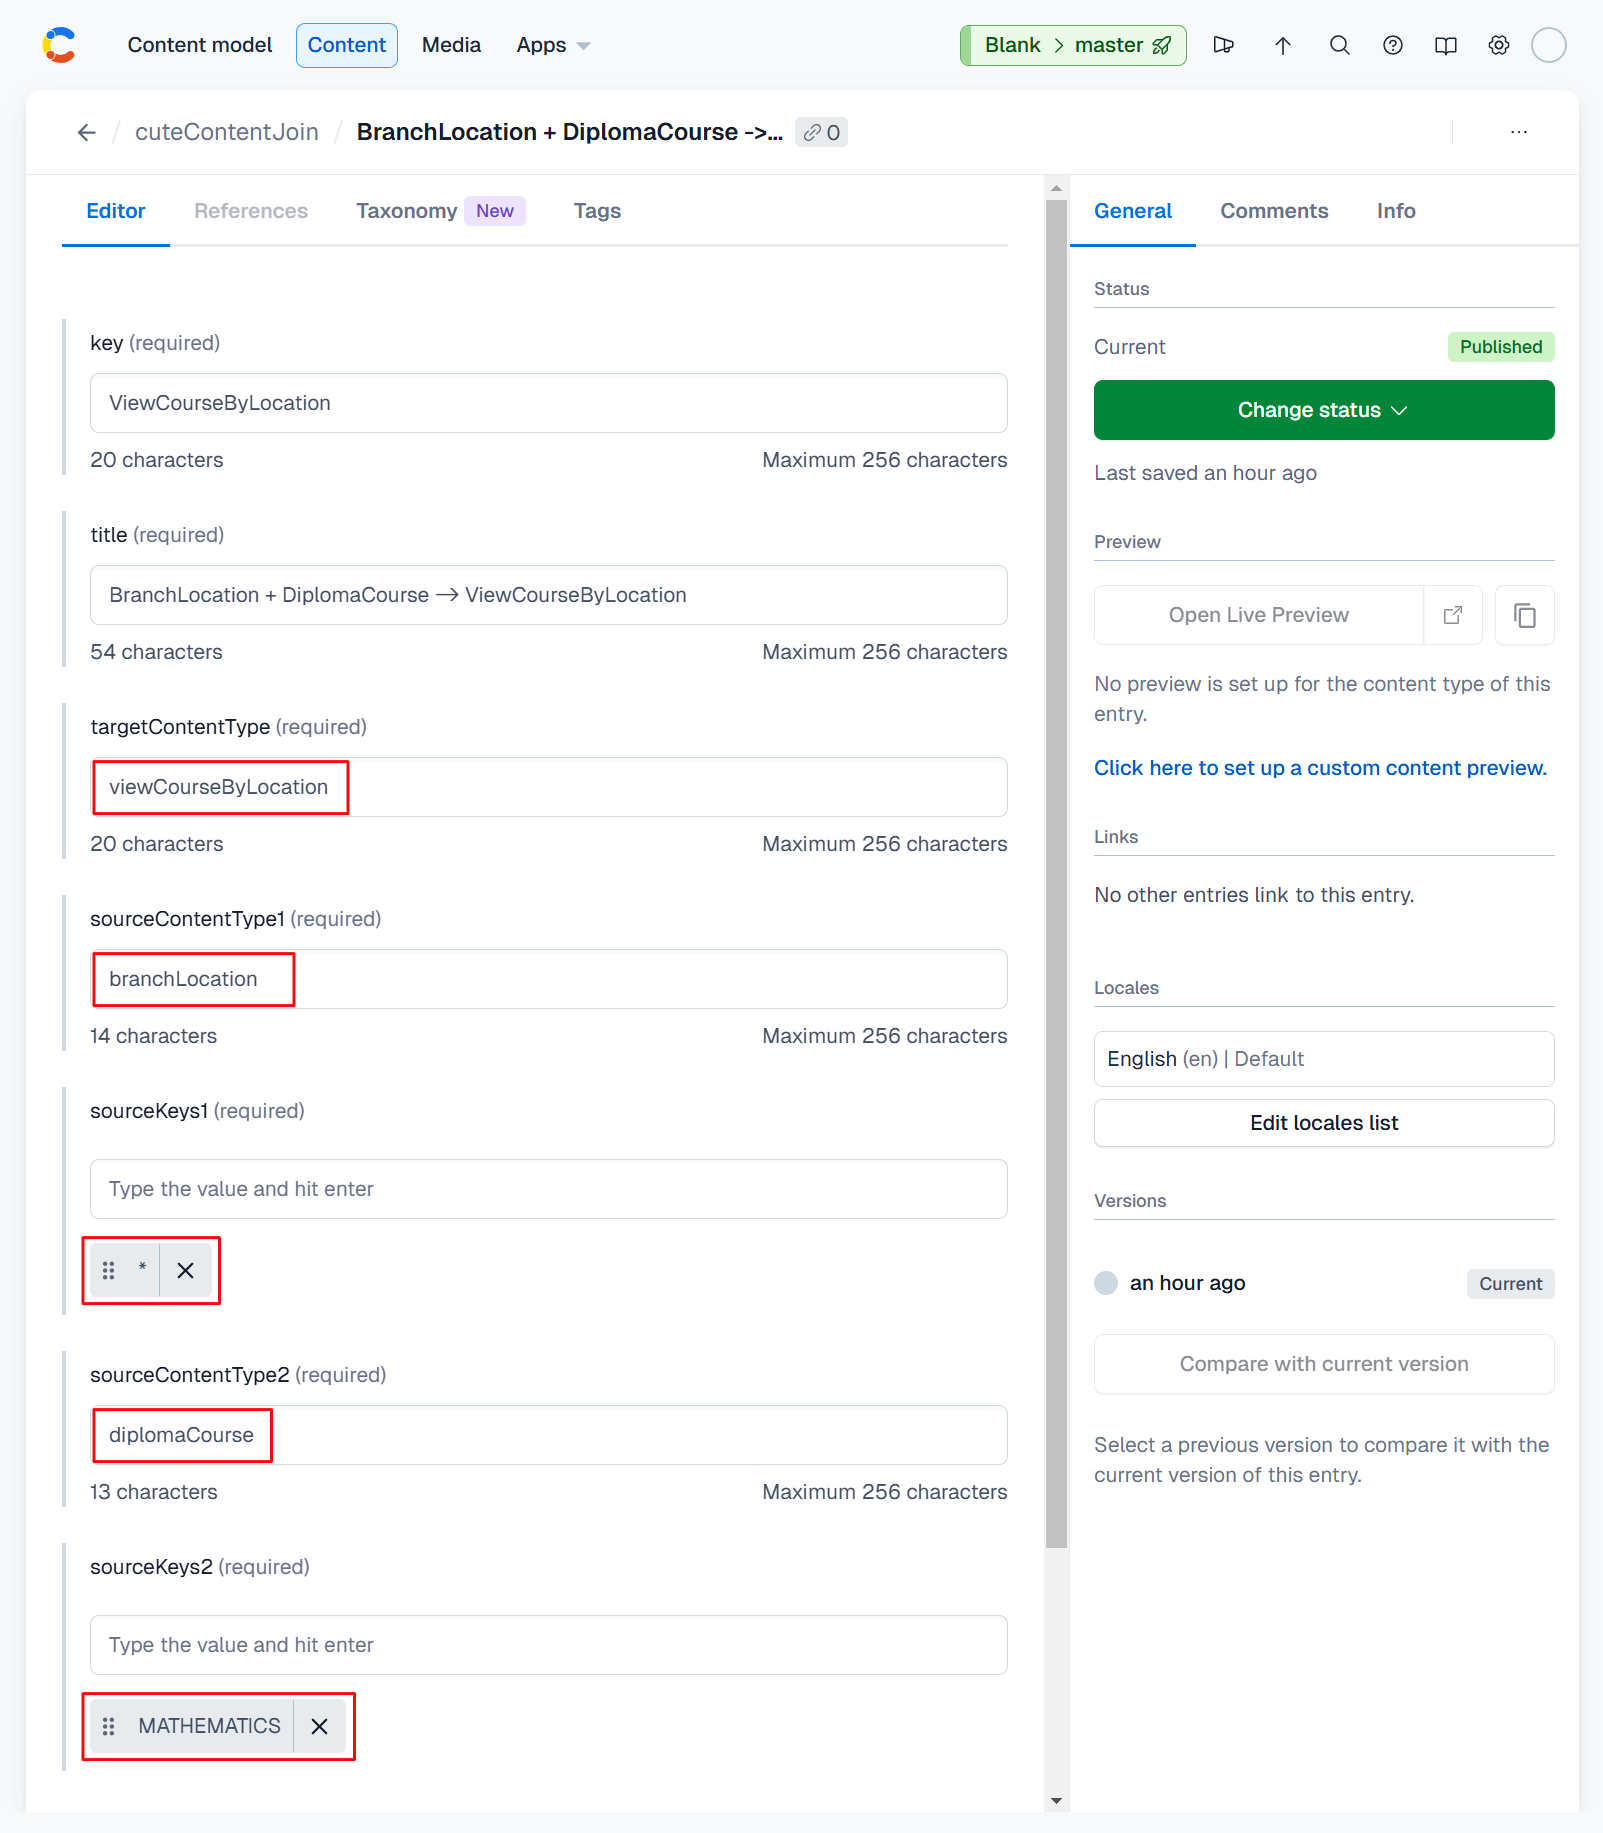 Content model Content Media Apps Blank > master
cuteContentJoin / BranchLocation + DiplomaCourse ->... 0 ...
Editor References Taxonomy New Tags
key (required)
ViewCourseByLocation
20 characters Maximum 256 characters
title (required)
BranchLocation + DiplomaCourse -> ViewCourseByLocation
54 characters Maximum 256 characters
targetContentType (required)
viewCourseByLocation
20 characters Maximum 256 characters
sourceContentType1 (required)
branchLocation
14 characters Maximum 256 characters
sourceKeys1 (required)
Type the value and hit enter
*
sourceContentType2 (required)
diplomaCourse
13 characters Maximum 256 characters
sourceKeys2 (required)
Type the value and hit enter
MATHEMATICS
General Comments Info
Status
Current Published
Change status
Last saved an hour ago
Preview
Open Live Preview
No preview is set up for the content type of this
entry.
Click here to set up a custom content preview.
Links
No other entries link to this entry.
Locales
English (en) | Default
Edit locales list
Versions
an hour ago Current
Compare with current version
Select a previous version to compare it with the
current version of this entry.